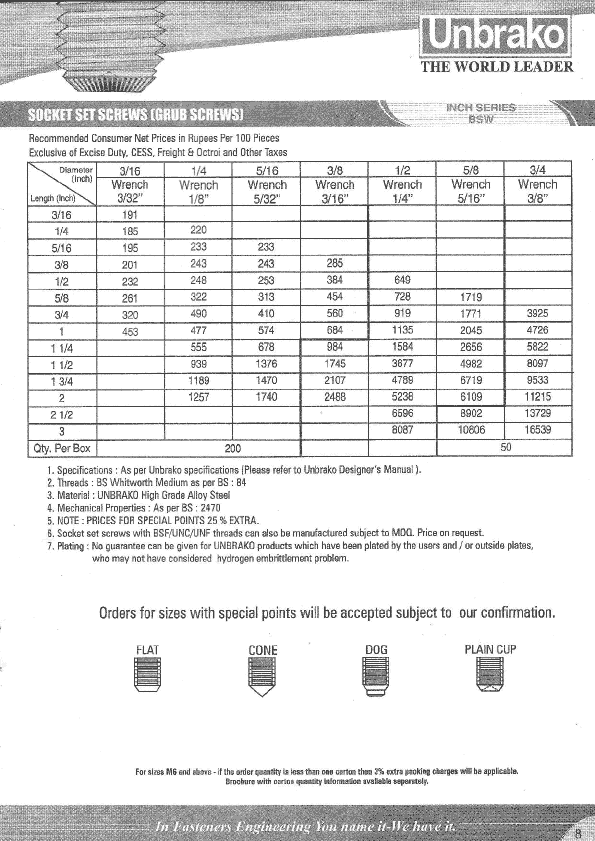 Unbrako
THE WORLD LEADER
SOCKET SET SCREWS (GRUB SCREWS)
INCH SERIES
BSW
Recommended Consumer Net Prices in Rupees Per 100 Pieces
Exclusive of Excise Duty, CESS, Freight & Octroi and Other Taxes
Diameter (Inch) 3/16 1/4 5/16 3/8 1/2 5/8 3/4
Wrench Wrench Wrench Wrench Wrench Wrench Wrench
Length (Inch) 3/32" 1/8" 5/32" 3/16" 1/4" 5/16" 3/8"
3/16 191
1/4 185 220
5/16 195 233 233
3/8 201 243 243 285
1/2 232 248 253 384 649
5/8 261 322 313 454 728 1719
3/4 320 490 410 560 919 1771 3925
1 453 477 574 684 1135 2045 4726
1 1/4 555 678 984 1584 2656 5822
1 1/2 939 1376 1745 3877 4982 8097
1 3/4 1189 1470 2107 4789 6719 9533
2 1257 1740 2488 5238 6109 11215
2 1/2 6596 8902 13729
3 8087 10806 16539
Qty. Per Box 200 50
1. Specifications : As per Unbrako specifications (Please refer to Unbrako Designer's Manual ).
2. Threads : BS Whitworth Medium as per BS : 84
3. Material : UNBRAKO High Grade Alloy Steel
4. Mechanical Properties : As per BS : 2470
5. NOTE : PRICES FOR SPECIAL POINTS 25 % EXTRA.
6. Socket set screws with BSF/UNC/UNF threads can also be manufactured subject to MOQ. Price on request.
7. Plating : No guarantee can be given for UNBRAKO products which have been plated by the users and / or outside plates,
who may not have considered hydrogen embrittlement problem.
Orders for sizes with special points will be accepted subject to our confirmation.
FLAT CONE DOG PLAIN CUP
For sizes M6 and above - if the order quantity is less than one carton then 3% extra packing charges will be applicable.
Brochure with carton quantity information available separately.
In Fasteners Engineering You name it-We have it.
8